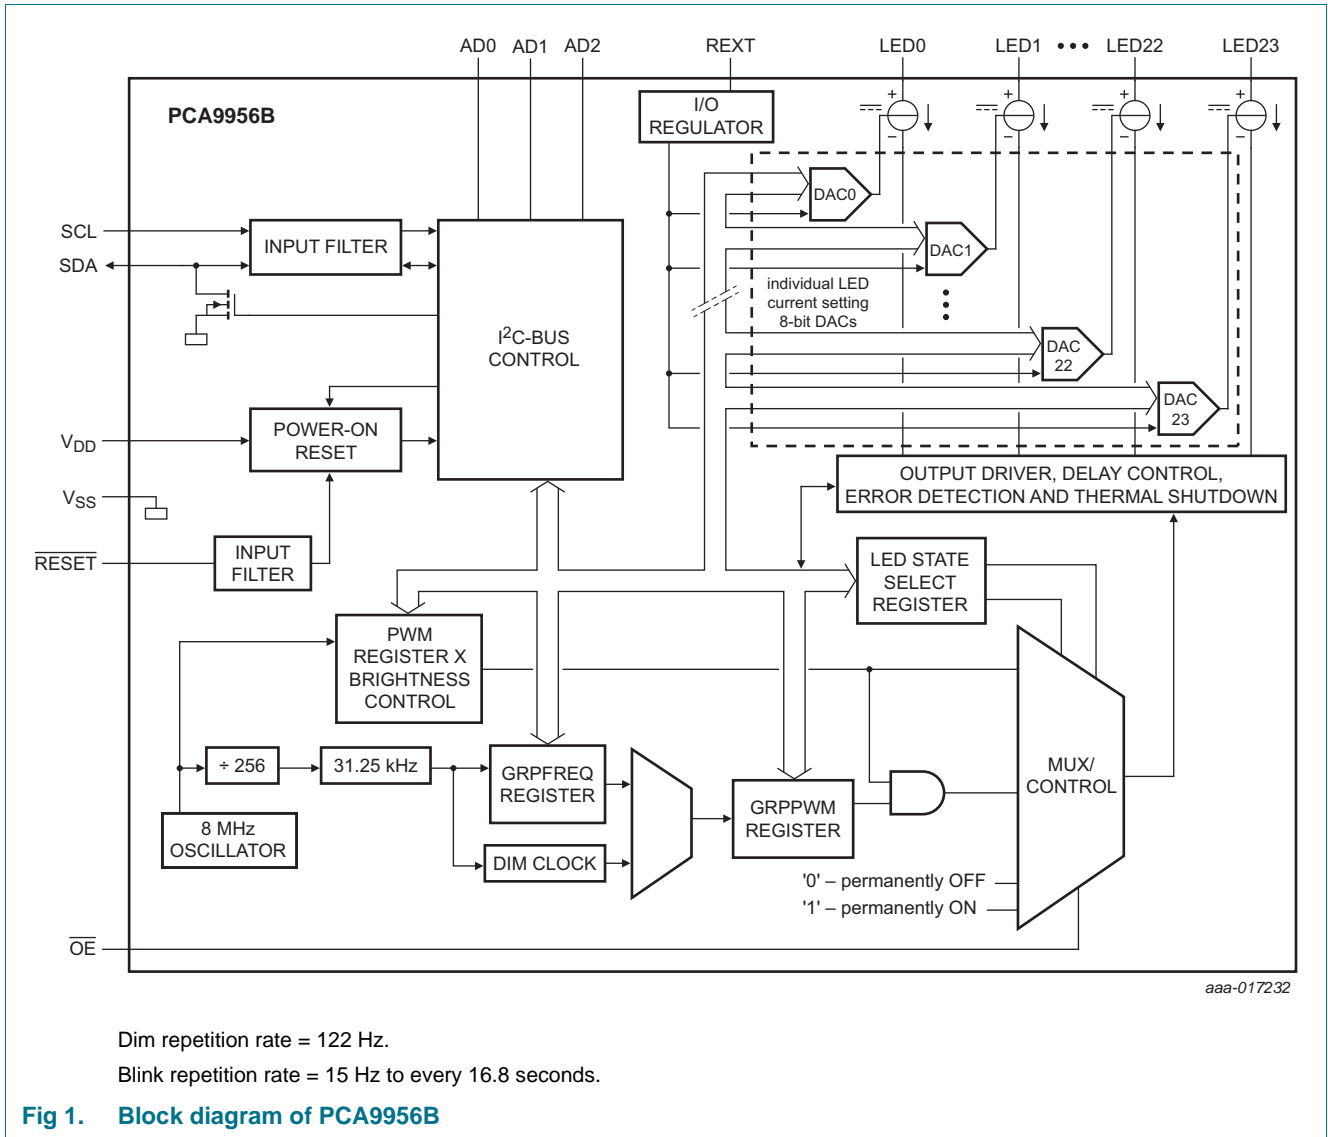 AD0 AD1 AD2 REXT LED0 LED1 ••• LED22 LED23
PCA9956B
I/O
REGULATOR
+ + + +
− − − −
DAC0
SCL
INPUT FILTER
SDA
DAC1
individual LED
current setting
8-bit DACs
I2C-BUS
CONTROL
DAC
22
DAC
23
VDD
POWER-ON
RESET
VSS
OUTPUT DRIVER, DELAY CONTROL,
ERROR DETECTION AND THERMAL SHUTDOWN
RESET
INPUT
FILTER
LED STATE
SELECT
REGISTER
PWM
REGISTER X
BRIGHTNESS
CONTROL
÷ 256
31.25 kHz
GRPFREQ
REGISTER
MUX/
CONTROL
GRPPWM
REGISTER
8 MHz
OSCILLATOR
DIM CLOCK
'0' – permanently OFF
'1' – permanently ON
OE
aaa-017232
Dim repetition rate = 122 Hz.
Blink repetition rate = 15 Hz to every 16.8 seconds.
Fig 1. Block diagram of PCA9956B